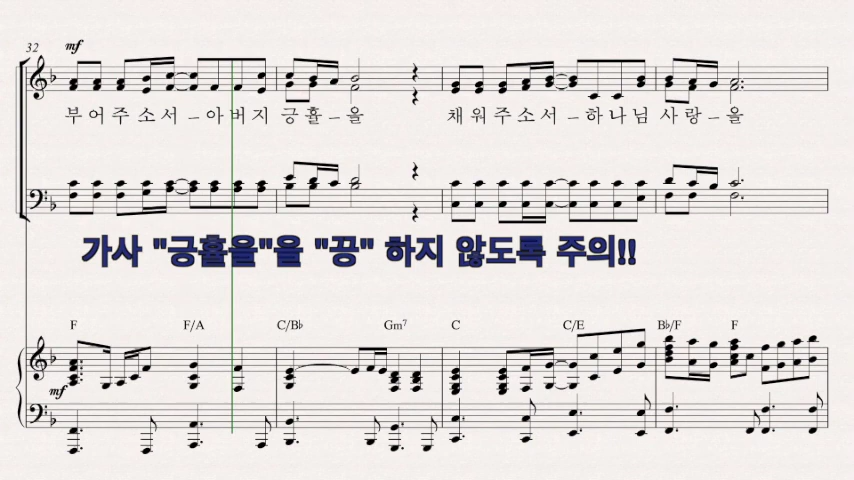 32 mf
부어주소서-아버지 긍휼-을 채워주소서-하나님 사랑-을
가사 "긍휼을"을 "끙" 하지 않도록 주의!!
F F/A C/B♭ Gm7 C C/E B♭/F F
mf